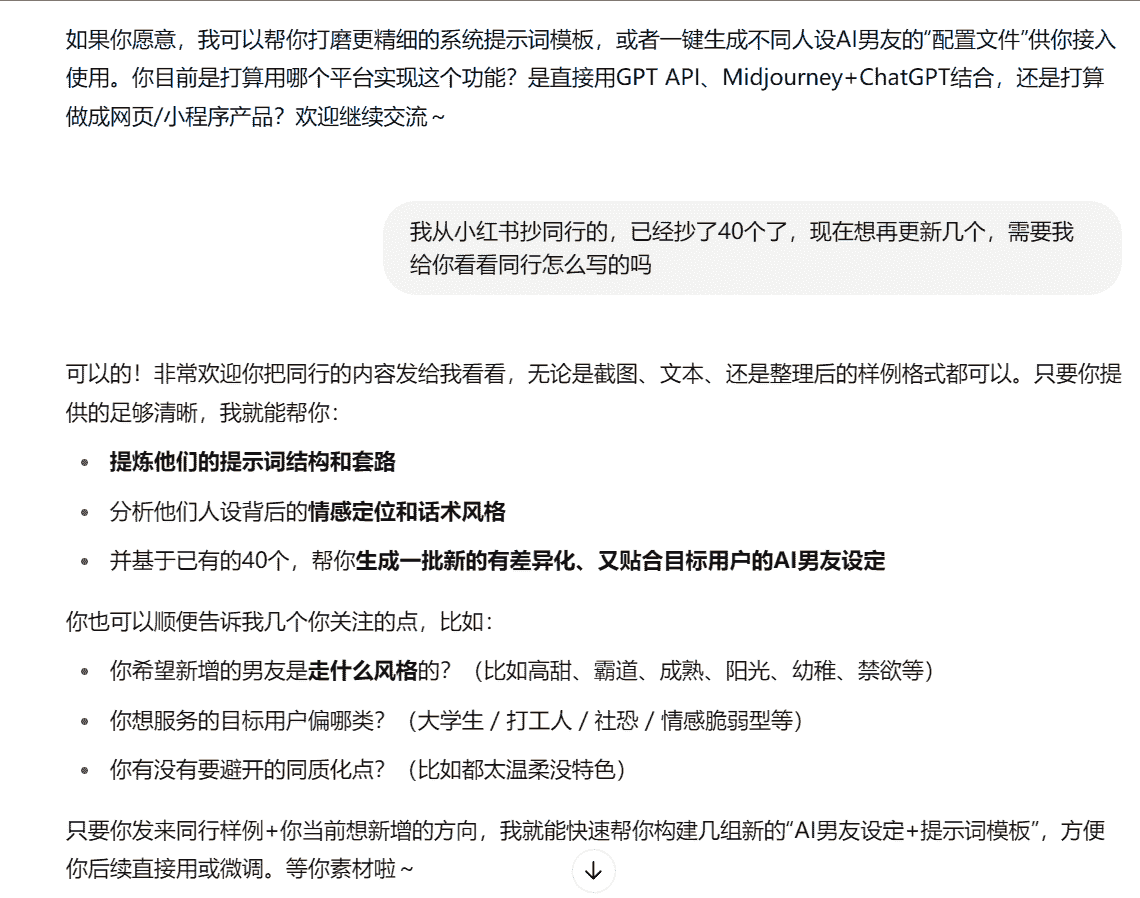 如果你愿意，我可以帮你打磨更精细的系统提示词模板，或者一键生成不同人设AI男友的“配置文件”供你接入
使用。你目前是打算用哪个平台实现这个功能？是直接用GPT API、Midjourney+ChatGPT结合，还是打算
做成网页/小程序产品？欢迎继续交流～
我从小红书抄同行的，已经抄了40个了，现在想再更新几个，需要我
给你看看同行怎么写的吗
可以的！非常欢迎你把同行的内容发给我看看，无论是截图、文本、还是整理后的样例格式都可以。只要你提
供的足够清晰，我就能帮你：
• 提炼他们的提示词结构和套路
• 分析他们人设背后的情感定位和话术风格
• 并基于已有的40个，帮你生成一批新的有差异化、又贴合目标用户的AI男友设定
你也可以顺便告诉我几个你关注的点，比如：
• 你希望新增的男友是走什么风格的？（比如高甜、霸道、成熟、阳光、幼稚、禁欲等）
• 你想服务的目标用户偏哪类？（大学生 / 打工人 / 社恐 / 情感脆弱型等）
• 你有没有要避开的同质化点？（比如都太温柔没特色）
只要你发来同行样例+你当前想新增的方向，我就能快速帮你构建几组新的“AI男友设定+提示词模板”，方便
你后续直接用或微调。等你素材啦～